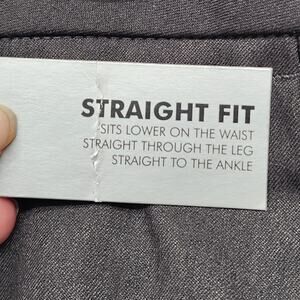 STRAIGHT FIT
SITS LOWER ON THE WAIST
STRAIGHT THROUGH THE LEG
STRAIGHT TO THE ANKLE